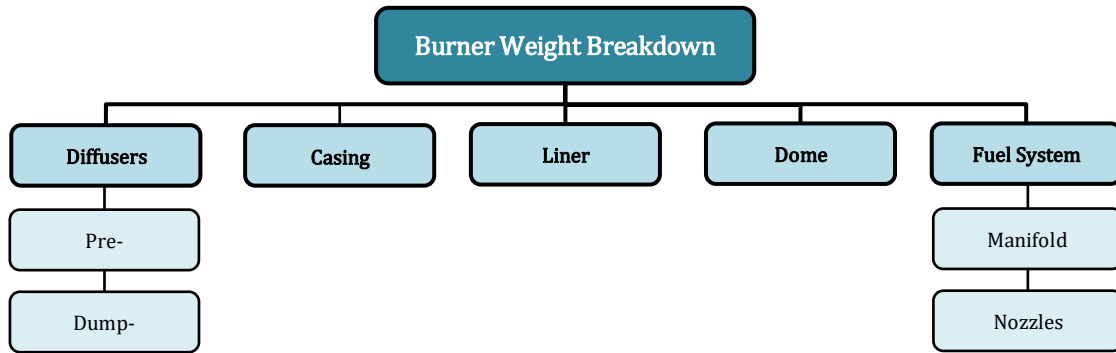 Burner Weight Breakdown
Diffusers
Casing
Liner
Dome
Fuel System
Pre-
Manifold
Dump-
Nozzles